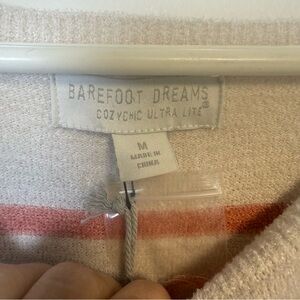 BAREFOOT DREAMS®
COZYCHIC ULTRA LITE
M
MADE IN
CHINA